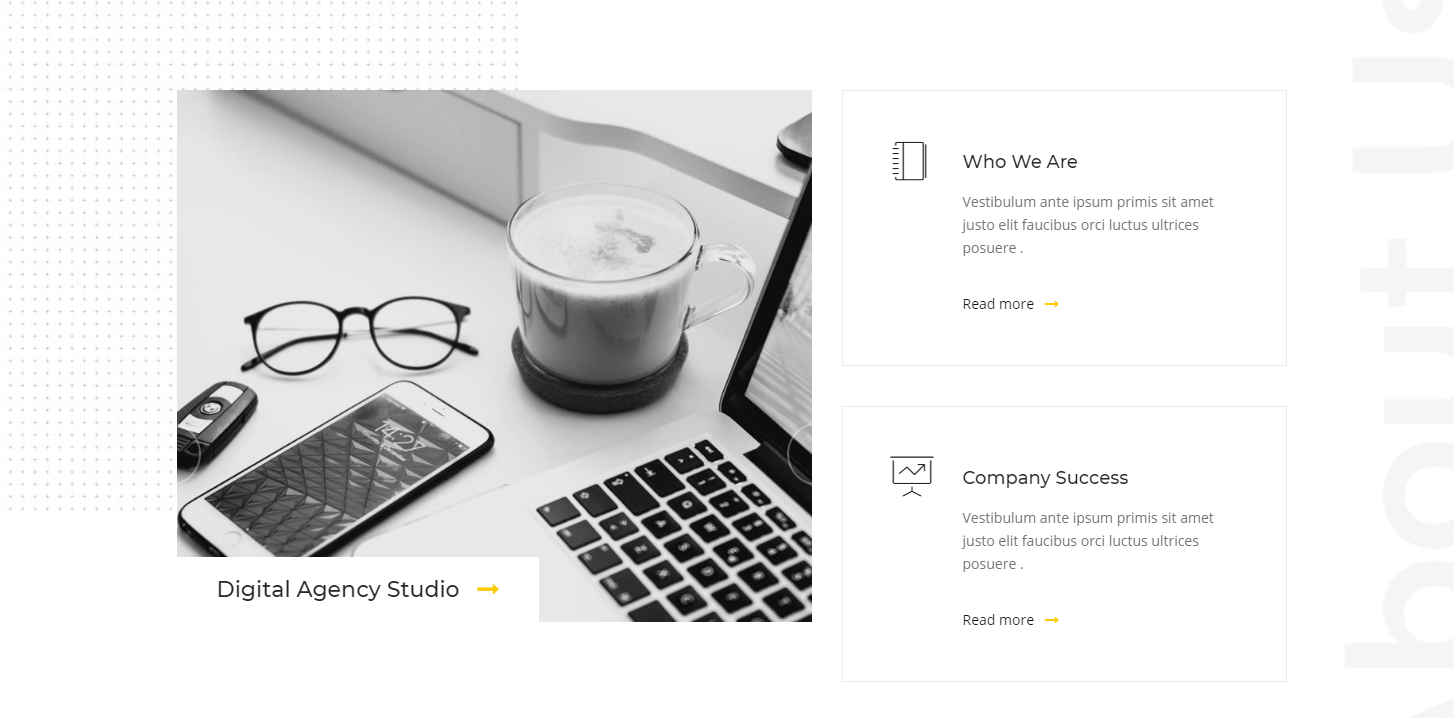 14:27
Digital Agency Studio
Who We Are
Vestibulum ante ipsum primis sit amet
justo elit faucibus orci luctus ultrices
posuere .
Read more
Company Success
Vestibulum ante ipsum primis sit amet
justo elit faucibus orci luctus ultrices
posuere .
Read more
About Us